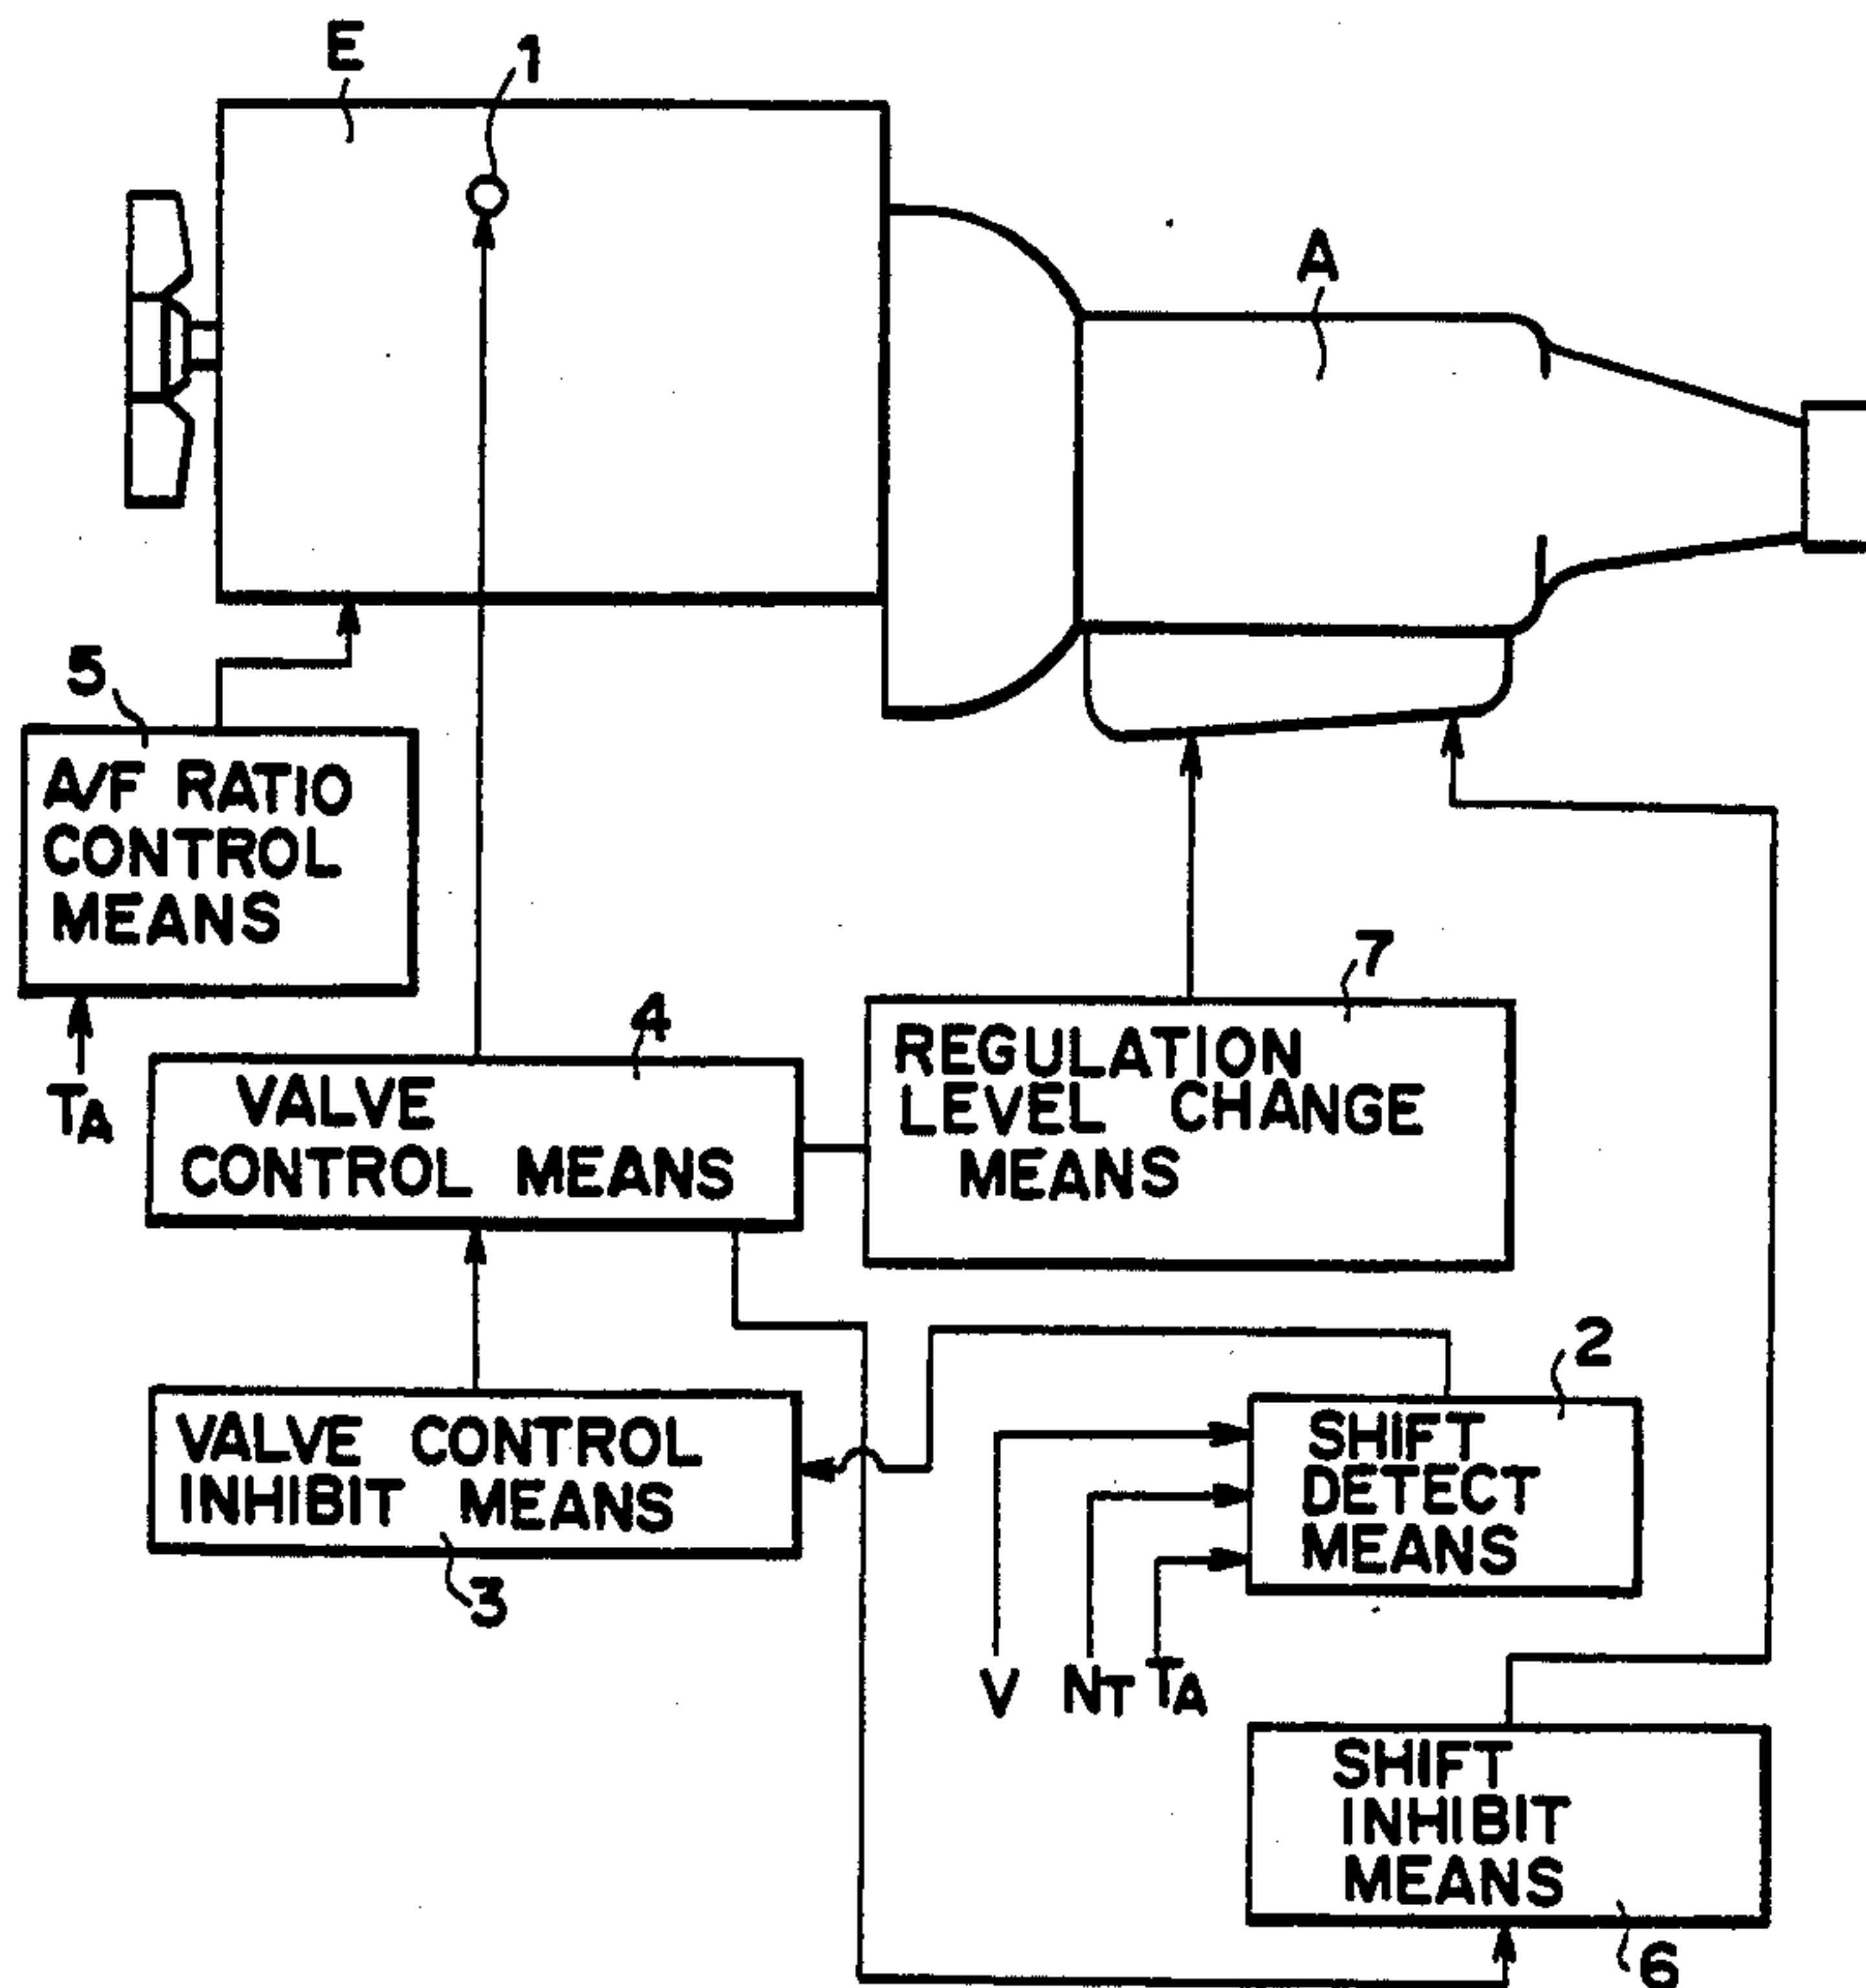 E
1
A
5
A/F RATIO
CONTROL
MEANS
TA
4
VALVE
CONTROL MEANS
7
REGULATION
LEVEL CHANGE
MEANS
2
SHIFT
DETECT
MEANS
VALVE CONTROL
INHIBIT MEANS
3
V NT TA
SHIFT
INHIBIT
MEANS
6